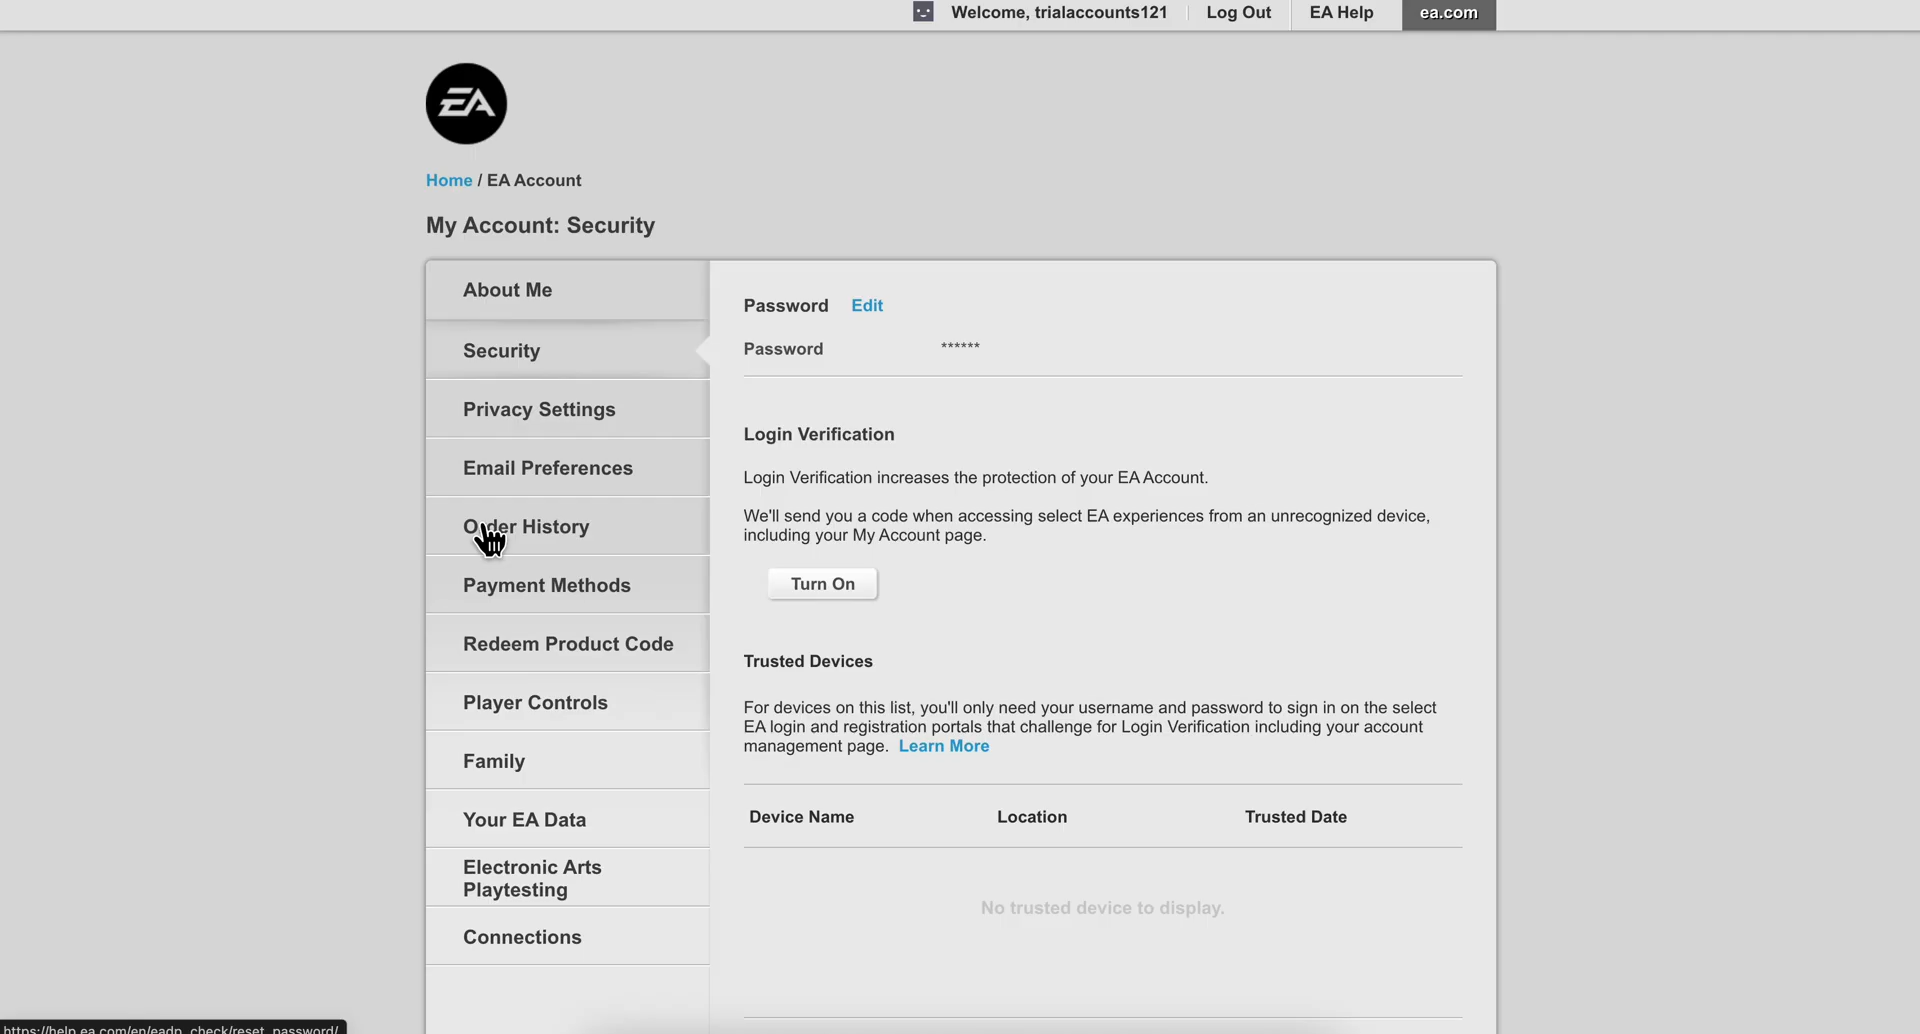 Welcome, trialaccounts121
Log Out
EA Help
ea.com
EA
Home / EA Account
My Account: Security
About Me
Security
Privacy Settings
Email Preferences
Order History
Payment Methods
Redeem Product Code
Player Controls
Family
Your EA Data
Electronic Arts
Playtesting
Connections
Password Edit
Password ******
Login Verification
Login Verification increases the protection of your EA Account.
We'll send you a code when accessing select EA experiences from an unrecognized device,
including your My Account page.
Turn On
Trusted Devices
For devices on this list, you'll only need your username and password to sign in on the select
EA login and registration portals that challenge for Login Verification including your account
management page. Learn More
Device Name Location Trusted Date
No trusted device to display.
https://help.ea.com/en/eadp_check/reset_password/